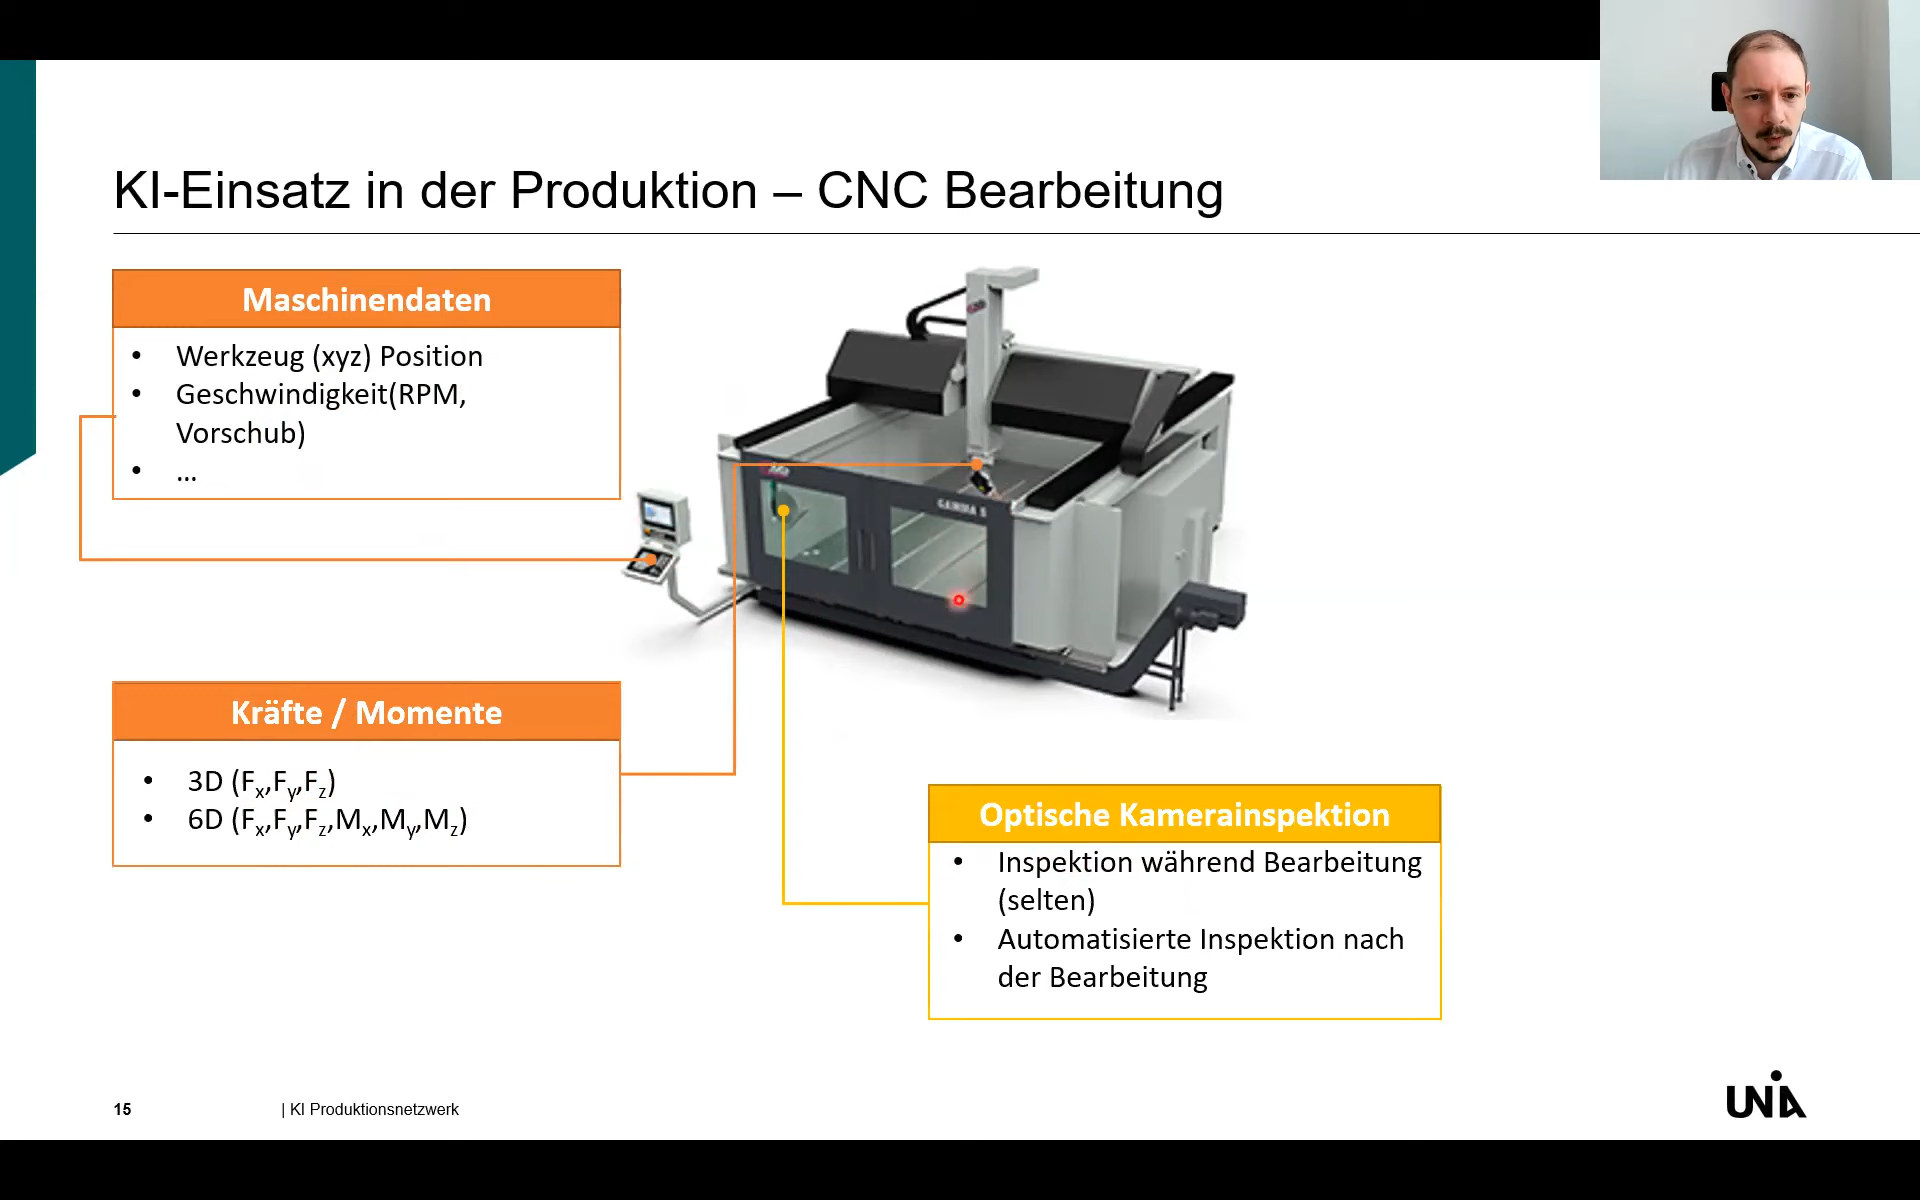 KI-Einsatz in der Produktion – CNC Bearbeitung
Maschinendaten
• Werkzeug (xyz) Position
• Geschwindigkeit(RPM,
Vorschub)
• ...
GAMMA
Kräfte / Momente
• 3D (Fx,Fy,Fz)
• 6D (Fx,Fy,Fz,Mx,My,Mz)
Optische Kamerainspektion
• Inspektion während Bearbeitung
(selten)
• Automatisierte Inspektion nach
der Bearbeitung
15
| KI Produktionsnetzwerk
UNIA